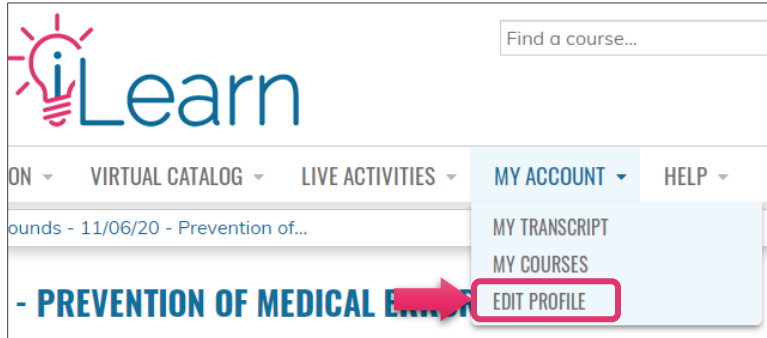 iLearn
Find a course...
ON VIRTUAL CATALOG LIVE ACTIVITIES MY ACCOUNT HELP
ounds - 11/06/20 - Prevention of...
MY TRANSCRIPT
MY COURSES
EDIT PROFILE
- PREVENTION OF MEDICAL